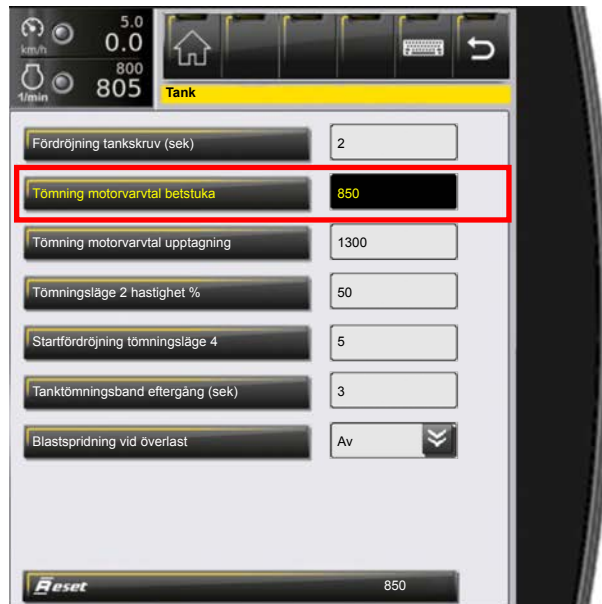 5.0
km/h 0.0
800
1/min 805
Tank
Fördröjning tankskruv (sek) 2
Tömning motorvarvtal betstuka 850
Tömning motorvarvtal upptagning 1300
Tömningsläge 2 hastighet % 50
Startfördröjning tömningsläge 4 5
Tanktömningsband eftergång (sek) 3
Blastspridning vid överlast Av
Reset 850